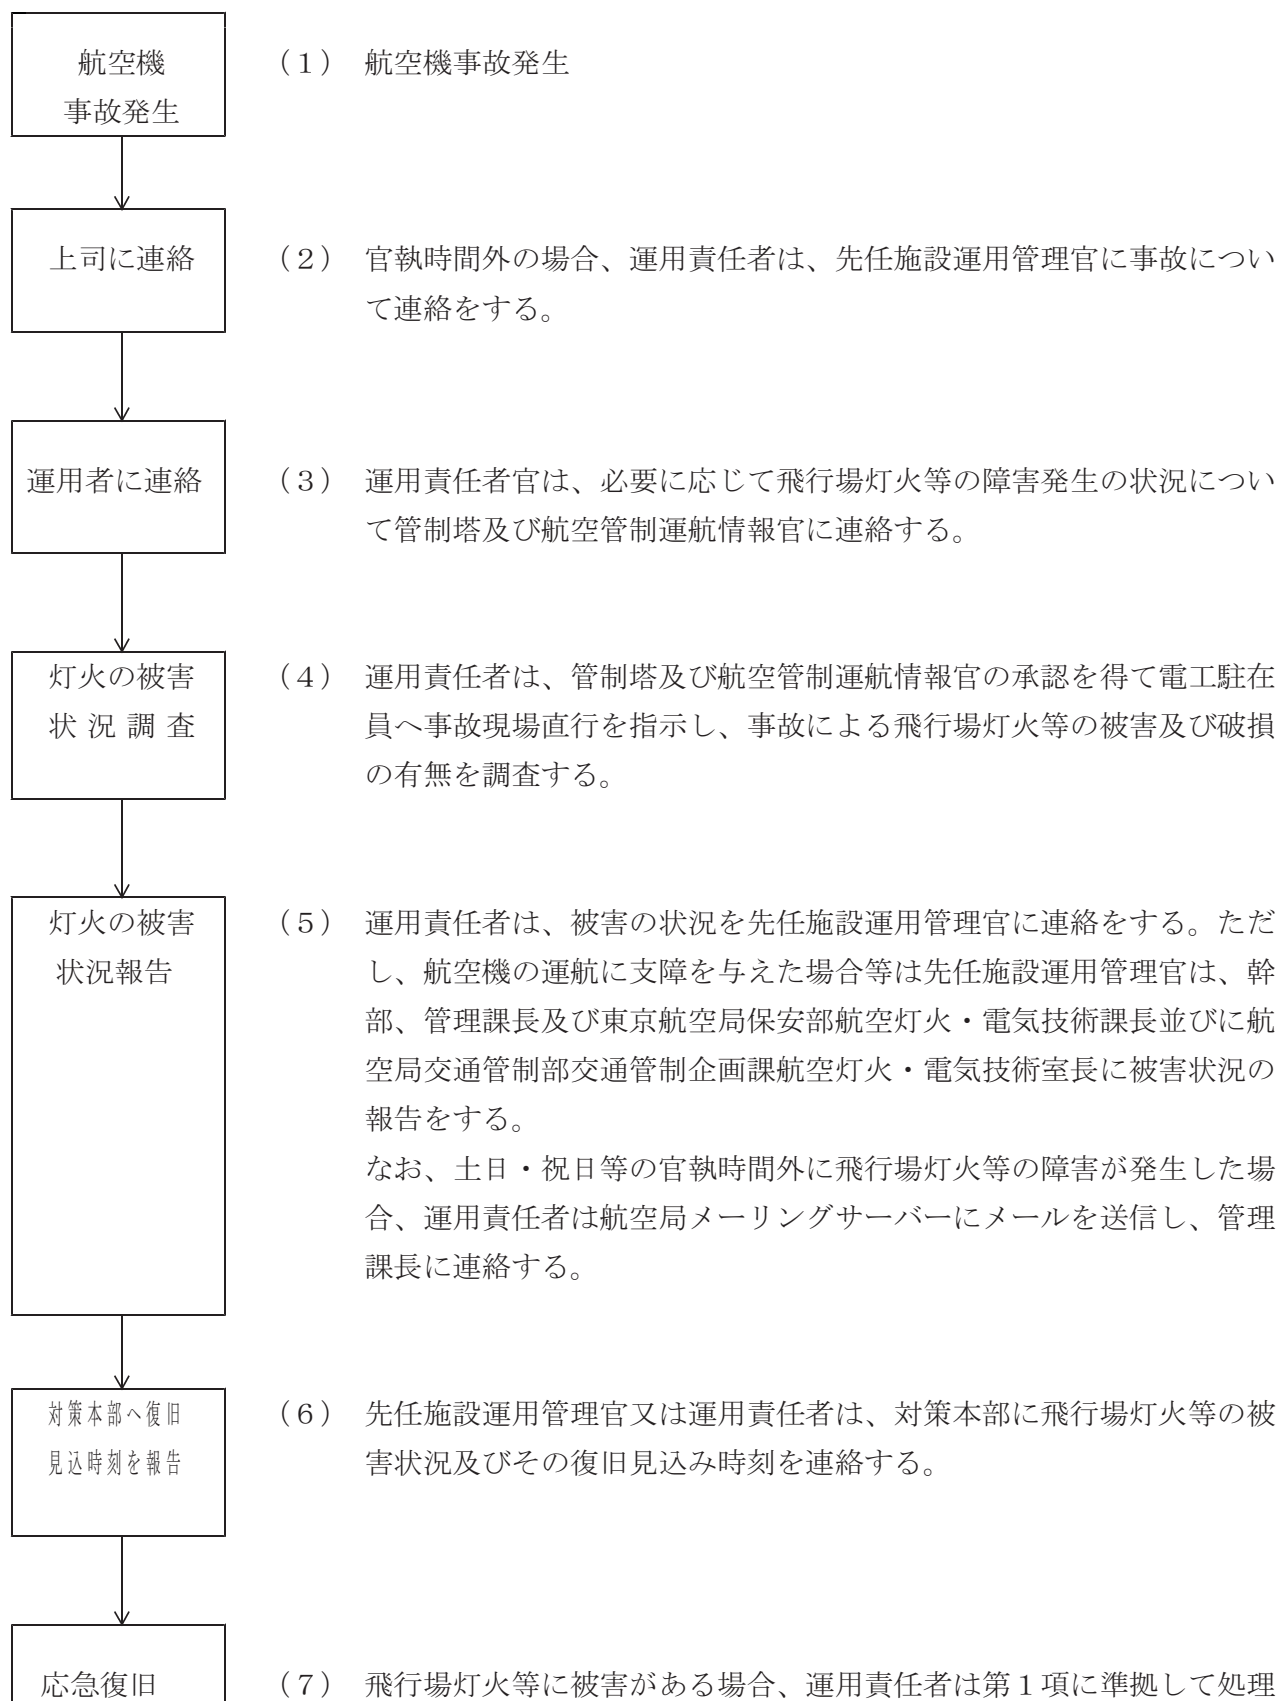 航空機
事故発生
（１） 航空機事故発生
上司に連絡
（２） 官執時間外の場合、運用責任者は、先任施設運用管理官に事故につい
て連絡をする。
運用者に連絡
（３） 運用責任者官は、必要に応じて飛行場灯火等の障害発生の状況につい
て管制塔及び航空管制運航情報官に連絡する。
灯火の被害
状 況 調 査
（４） 運用責任者は、管制塔及び航空管制運航情報官の承認を得て電工駐在
員へ事故現場直行を指示し、事故による飛行場灯火等の被害及び破損
の有無を調査する。
灯火の被害
状況報告
（５） 運用責任者は、被害の状況を先任施設運用管理官に連絡をする。ただ
し、航空機の運航に支障を与えた場合等は先任施設運用管理官は、幹
部、管理課長及び東京航空局保安部航空灯火・電気技術課長並びに航
空局交通管制部交通管制企画課航空灯火・電気技術室長に被害状況の
報告をする。
なお、土日・祝日等の官執時間外に飛行場灯火等の障害が発生した場
合、運用責任者は航空局メーリングサーバーにメールを送信し、管理
課長に連絡する。
対策本部へ復旧
見込時刻を報告
（６） 先任施設運用管理官又は運用責任者は、対策本部に飛行場灯火等の被
害状況及びその復旧見込み時刻を連絡する。
応急復旧
（７） 飛行場灯火等に被害がある場合、運用責任者は第１項に準拠して処理